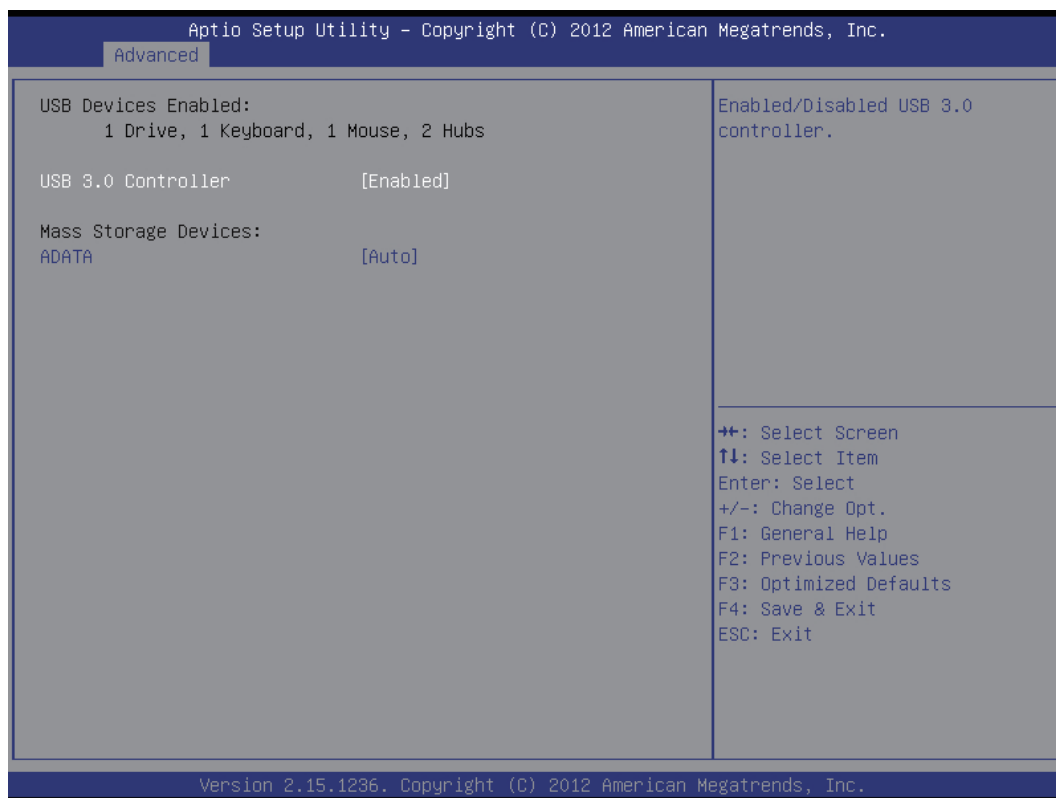 Aptio Setup Utility – Copyright (C) 2012 American Megatrends, Inc.
Advanced
USB Devices Enabled:
1 Drive, 1 Keyboard, 1 Mouse, 2 Hubs
USB 3.0 Controller [Enabled]
Mass Storage Devices:
ADATA [Auto]
Enabled/Disabled USB 3.0
controller.
→←: Select Screen
↑↓: Select Item
Enter: Select
+/-: Change Opt.
F1: General Help
F2: Previous Values
F3: Optimized Defaults
F4: Save & Exit
ESC: Exit
Version 2.15.1236. Copyright (C) 2012 American Megatrends, Inc.